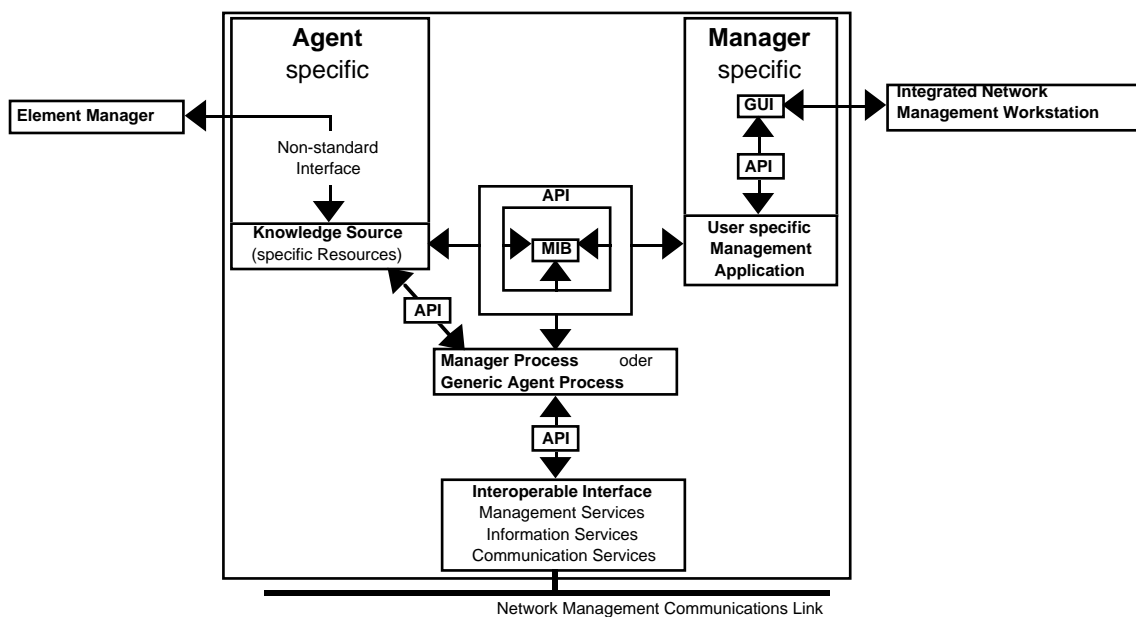 Agent
specific
Manager
specific
Element Manager
GUI
Integrated Network
Management Workstation
Non-standard
Interface
API
API
Knowledge Source
(specific Resources)
MIB
User specific
Management
Application
API
Manager Process oder
Generic Agent Process
API
Interoperable Interface
Management Services
Information Services
Communication Services
Network Management Communications Link